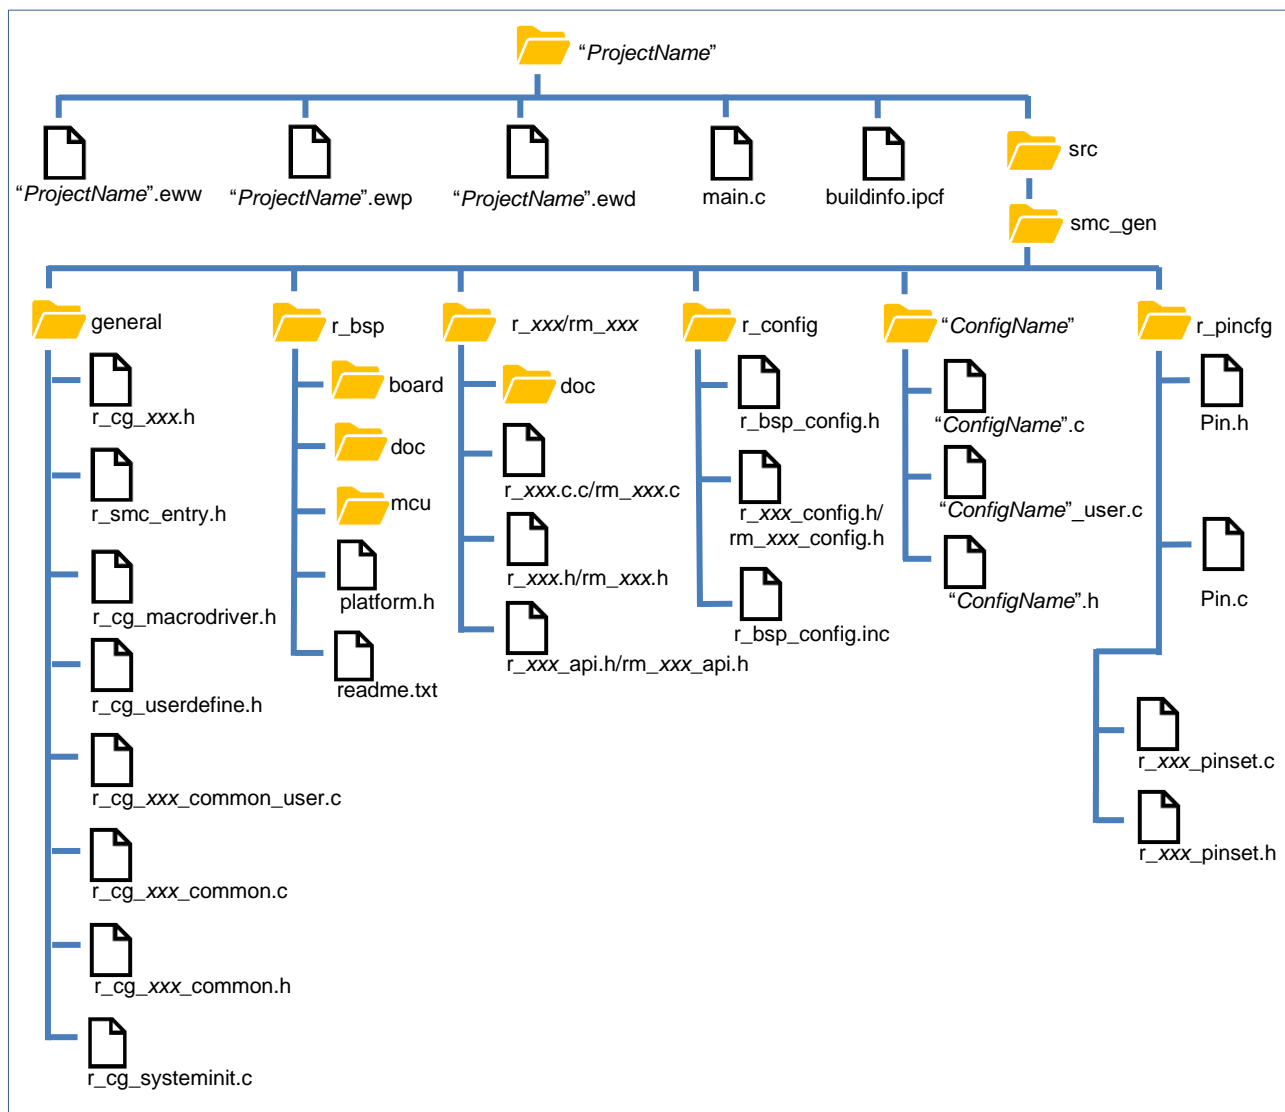 “ProjectName”
“ProjectName”.eww
“ProjectName”.ewp
“ProjectName”.ewd
main.c
buildinfo.ipcf
src
smc_gen
general
r_cg_xxx.h
r_smc_entry.h
r_cg_macrodriver.h
r_cg_userdefine.h
r_cg_xxx_common_user.c
r_cg_xxx_common.c
r_cg_xxx_common.h
r_cg_systeminit.c
r_bsp
board
doc
mcu
platform.h
readme.txt
r_xxx/rm_xxx
doc
r_xxx.c.c/rm_xxx.c
r_xxx.h/rm_xxx.h
r_xxx_api.h/rm_xxx_api.h
r_config
r_bsp_config.h
r_xxx_config.h/
rm_xxx_config.h
r_bsp_config.inc
“ConfigName”
“ConfigName”.c
“ConfigName”_user.c
“ConfigName”.h
r_pincfg
Pin.h
Pin.c
r_xxx_pinset.c
r_xxx_pinset.h